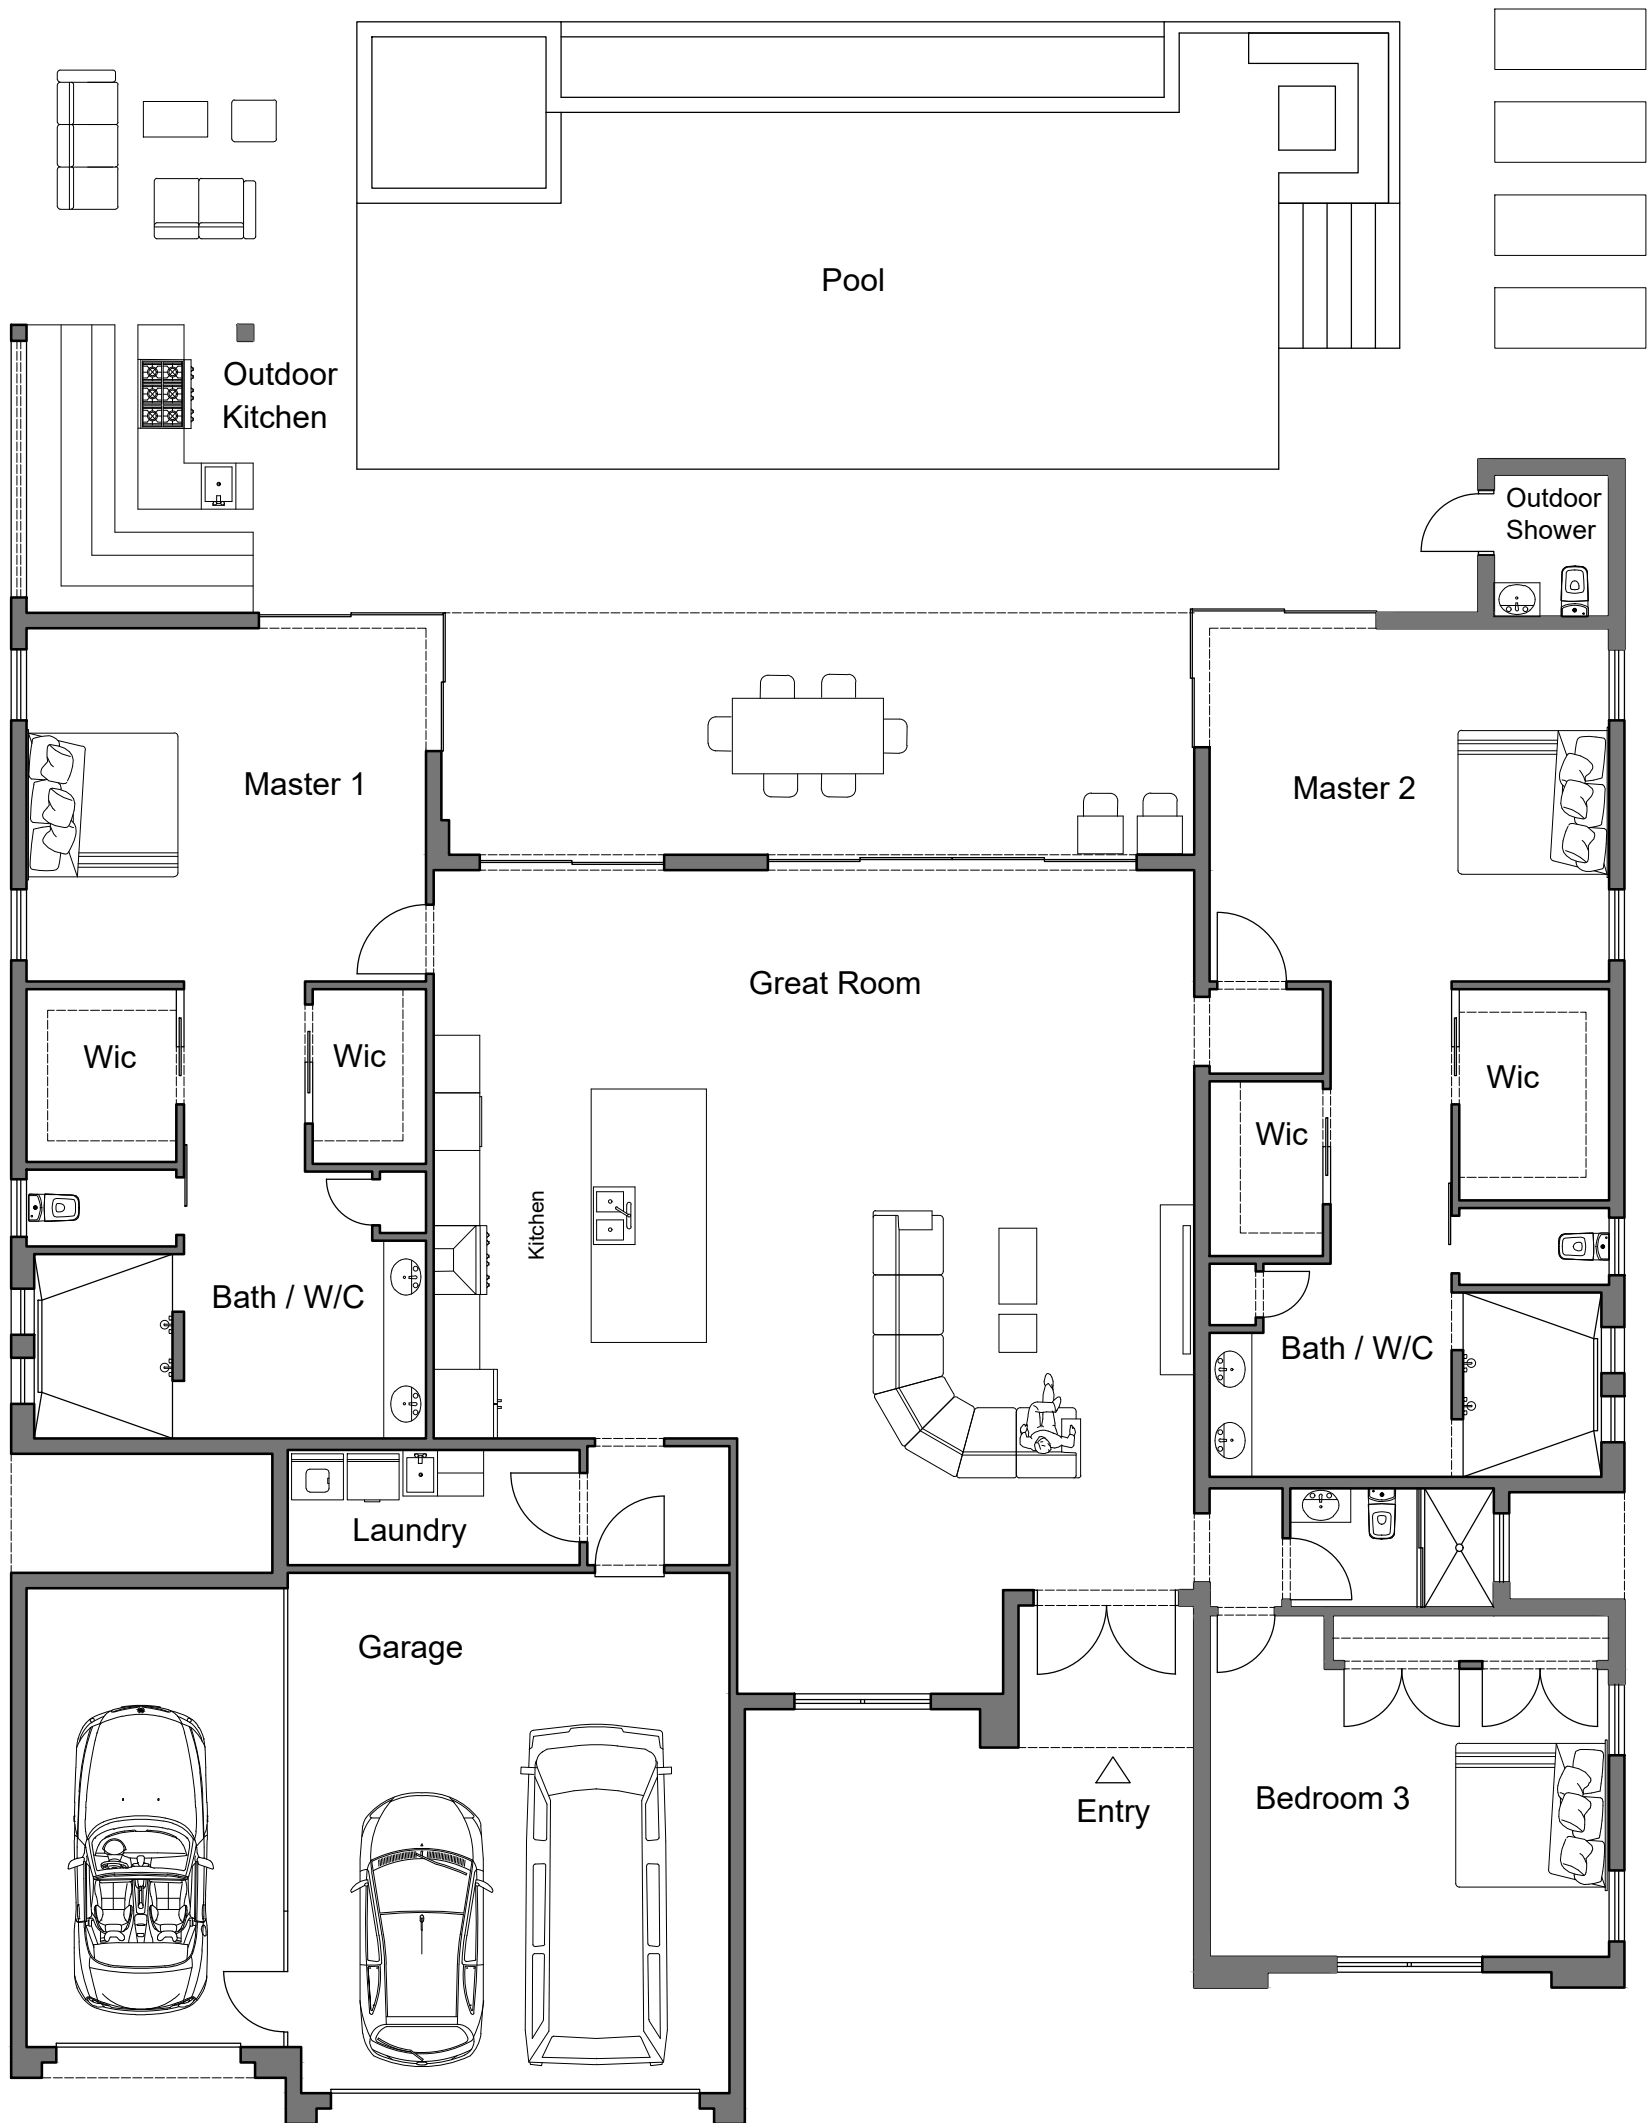 Pool
Outdoor
Kitchen
Outdoor
Shower
Master 1
Master 2
Great Room
Wic
Wic
Wic
Wic
Kitchen
Bath / W/C
Bath / W/C
Laundry
Garage
Entry
Bedroom 3